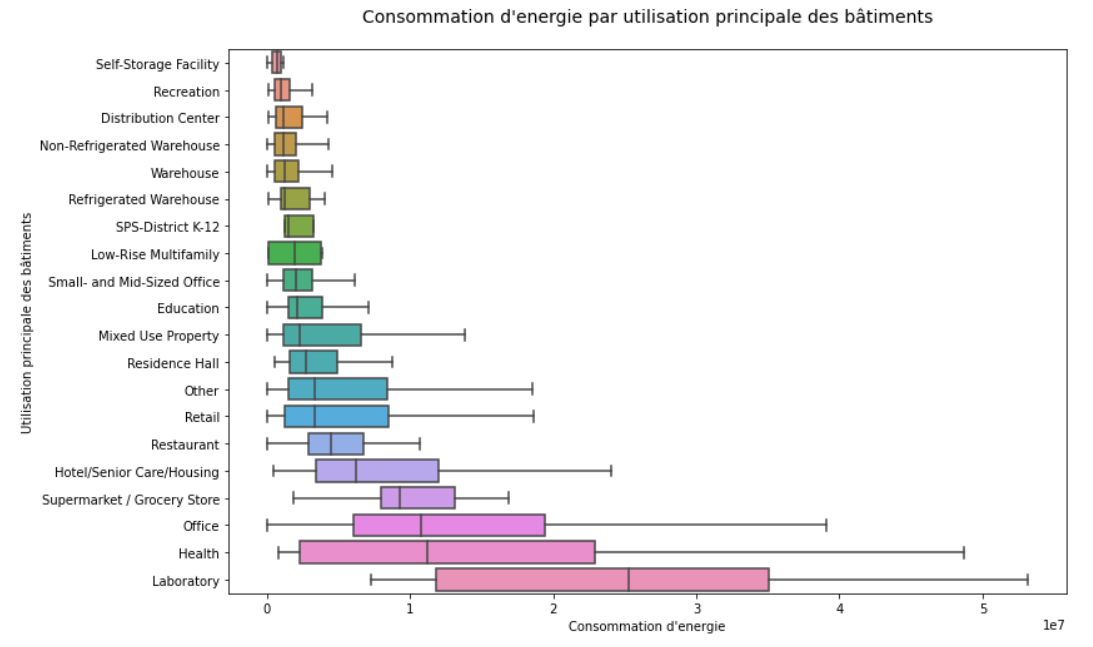 Consommation d'energie par utilisation principale des bâtiments
Utilisation principale des bâtiments
Self-Storage Facility
Recreation
Distribution Center
Non-Refrigerated Warehouse
Warehouse
Refrigerated Warehouse
SPS-District K-12
Low-Rise Multifamily
Small- and Mid-Sized Office
Education
Mixed Use Property
Residence Hall
Other
Retail
Restaurant
Hotel/Senior Care/Housing
Supermarket / Grocery Store
Office
Health
Laboratory
0 1 2 3 4 5
Consommation d'energie
1e7